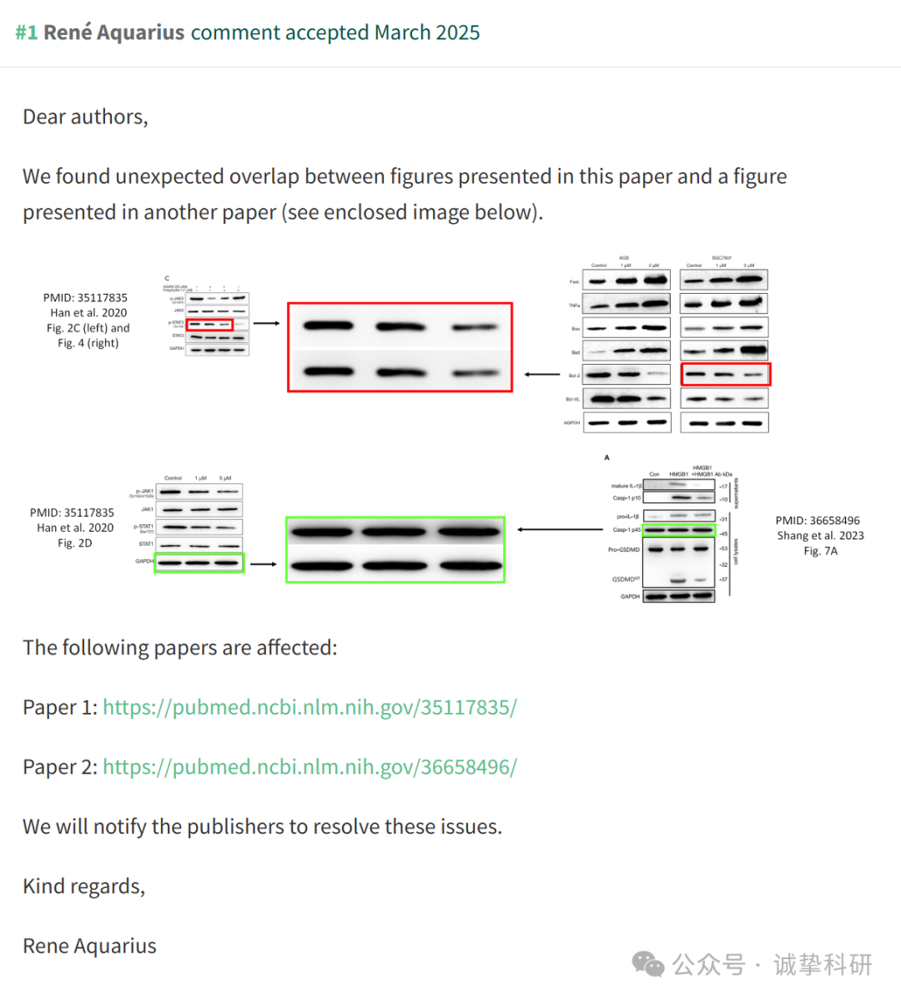 #1 René Aquarius comment accepted March 2025
Dear authors,
We found unexpected overlap between figures presented in this paper and a figure
presented in another paper (see enclosed image below).
PMID: 35117835
Han et al. 2020
Fig. 2C (left) and
Fig. 4 (right)
C
p-JAK2
JAK2
p-STAT3
STAT3
GAPDH
AGS
SGC7901
Control 1 μM 2 μM
Control 1 μM 2 μM
FasL
TNFα
Bax
Bad
Bcl-2
Bcl-XL
AGPDH
PMID: 35117835
Han et al. 2020
Fig. 2D
Control 1 μM 5 μM
p-JAK1
JAK1
p-STAT1
STAT1
GAPDH
A
HMGB1
Con HMGB1 +HMGB1 Ab kDa
mature IL-1β
-17
Casp-1 p10
-10
supernatants
pro-IL-1β
-31
Casp-1 p45
-45
Pro-GSDMD
-53
-32
GSDMD
-37
GAPDH
cell lysates
PMID: 36658496
Shang et al. 2023
Fig. 7A
The following papers are affected:
Paper 1: https://pubmed.ncbi.nlm.nih.gov/35117835/
Paper 2: https://pubmed.ncbi.nlm.nih.gov/36658496/
We will notify the publishers to resolve these issues.
Kind regards,
Rene Aquarius
公众号 · 诚挚科研